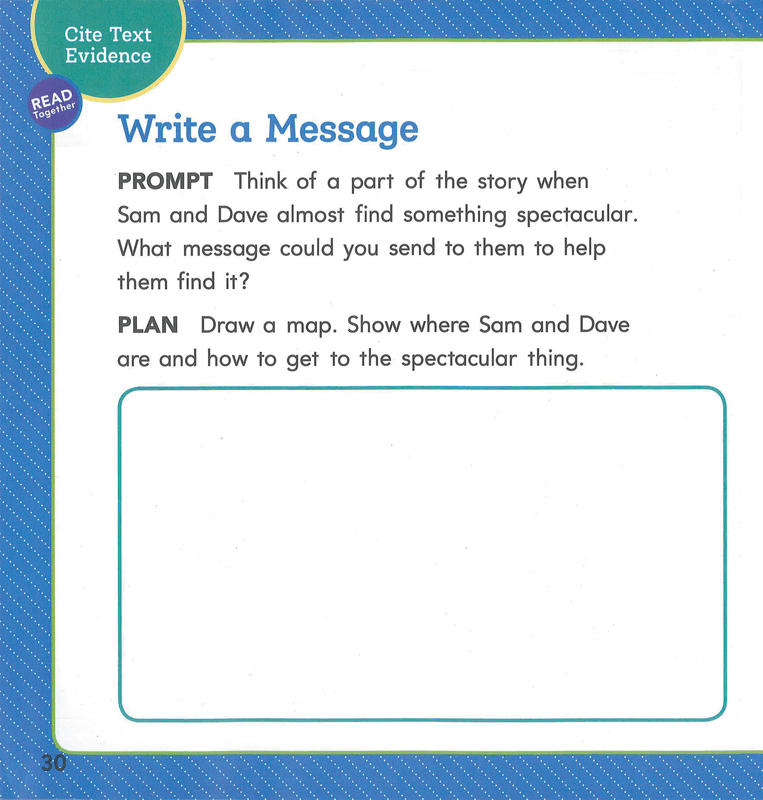 Cite Text
Evidence
READ
Together
Write a Message
PROMPT Think of a part of the story when
Sam and Dave almost find something spectacular.
What message could you send to them to help
them find it?
PLAN Draw a map. Show where Sam and Dave
are and how to get to the spectacular thing.
30